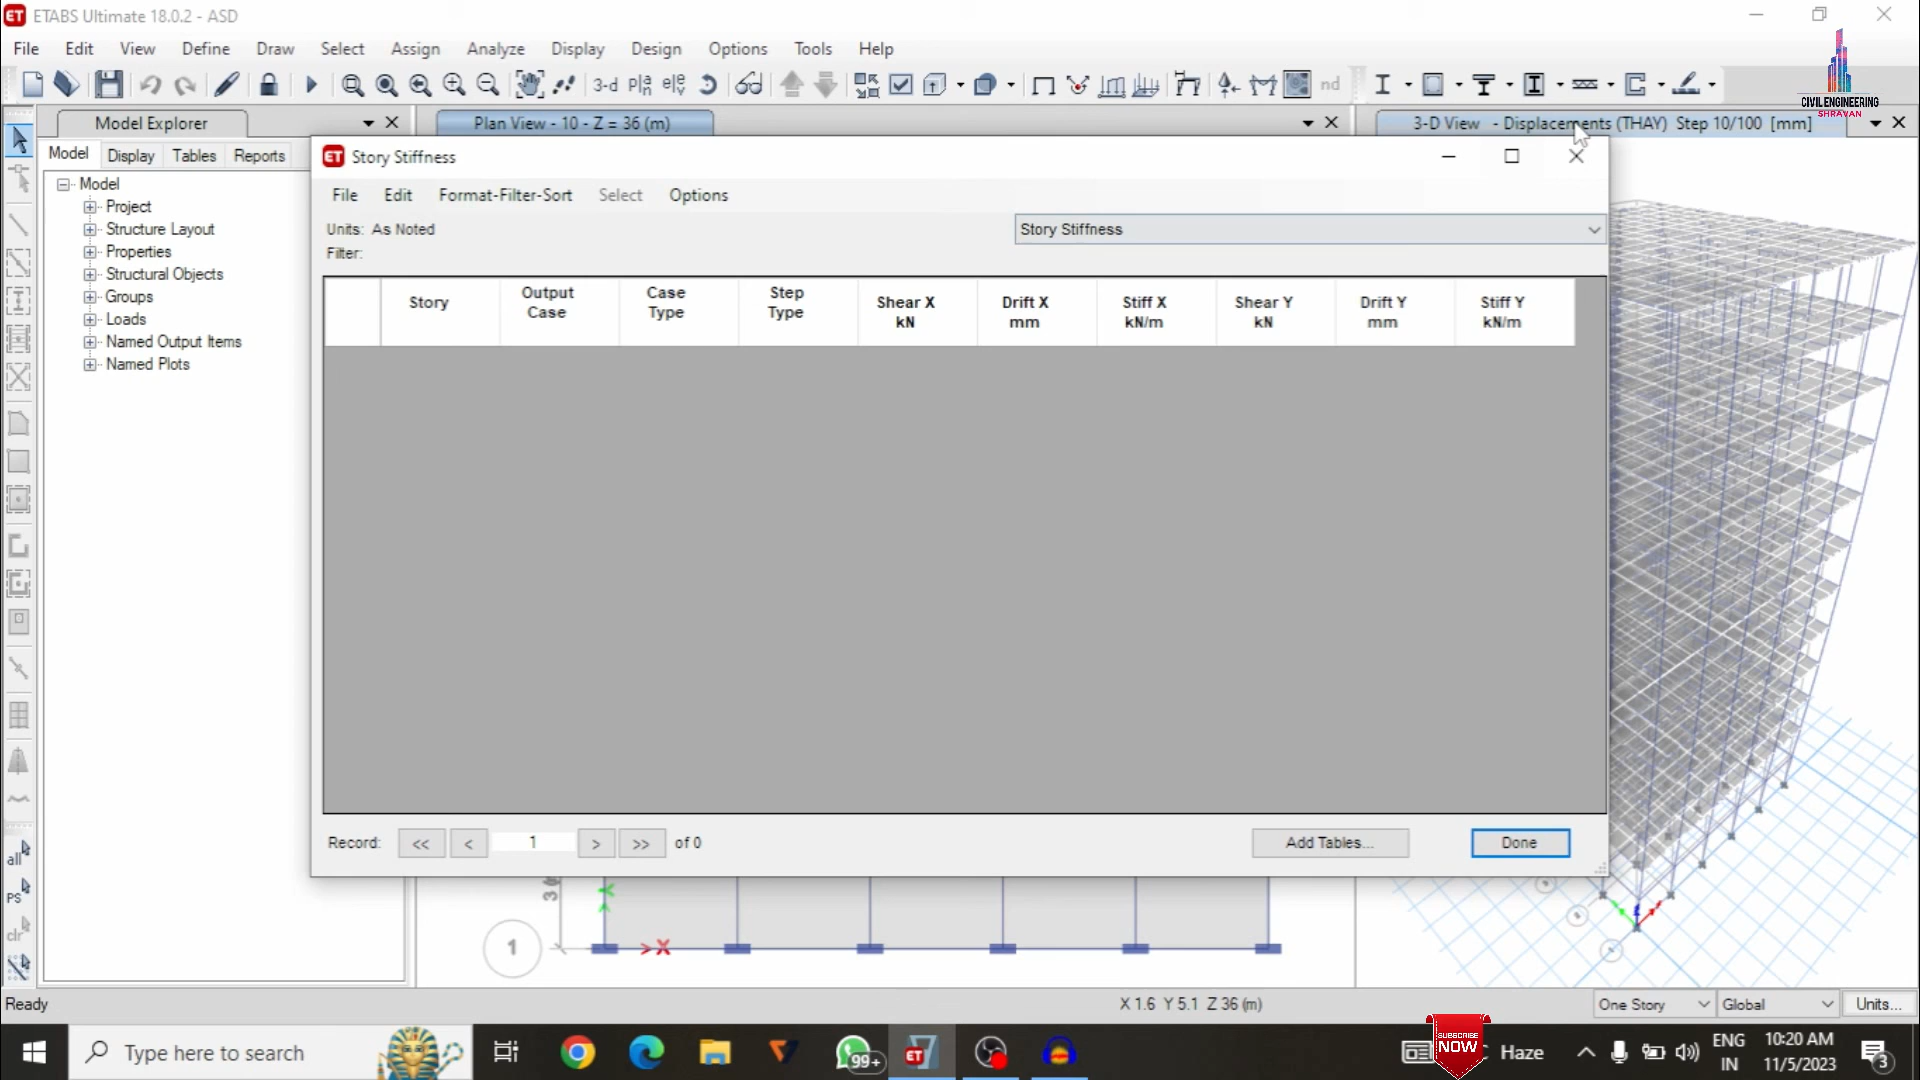 ETABS Ultimate 18.0.2 - ASD
File Edit View Define Draw Select Assign Analyze Display Design Options Tools Help
3-d
nd
CIVIL ENGINEERING
SHRAVAN
Model Explorer
Plan View - 10 - Z = 36 (m)
3-D View - Displacements (THAY) Step 10/100 [mm]
Model Display Tables Reports
Model
Project
Structure Layout
Properties
Structural Objects
Groups
Loads
Named Output Items
Named Plots
Story Stiffness
File Edit Format-Filter-Sort Select Options
Units: As Noted
Story Stiffness
Filter:
Story
Output Case
Case Type
Step Type
Shear X kN
Drift X mm
Stiff X kN/m
Shear Y kN
Drift Y mm
Stiff Y kN/m
Record: << < 1 > >> of 0
Add Tables...
Done
all
PS
clr
1
X
X 1.6 Y 5.1 Z 36 (m)
Ready
One Story
Global
Units...
Type here to search
99+
SUBSCRIBE
NOW
Haze
ENG
IN
10:20 AM
11/5/2023
3